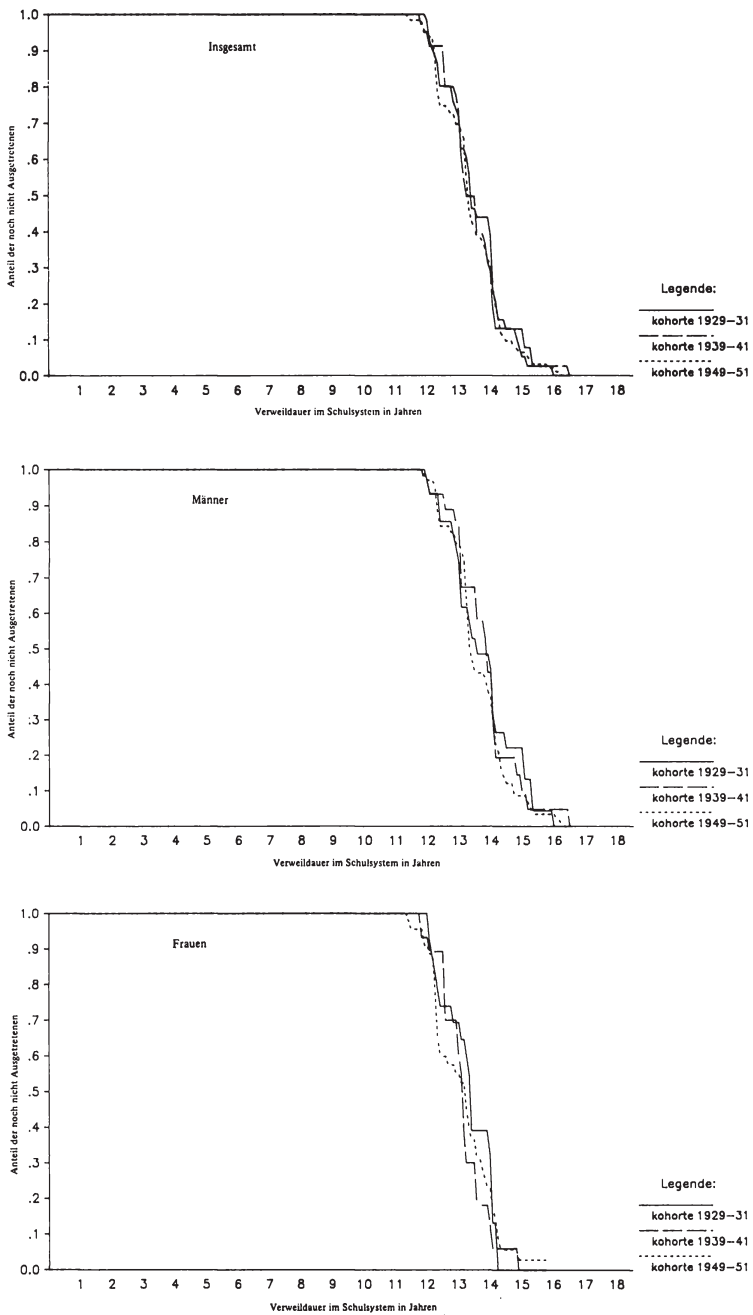 1.0
.9
.8
.7
.6
.5
.4
.3
.2
.1
0.0
Anteil der noch nicht Ausgetretenen
Insgesamt
1 2 3 4 5 6 7 8 9 10 11 12 13 14 15 16 17 18
Verweildauer im Schulsystem in Jahren
Legende:
kohorte 1929-31
kohorte 1939-41
kohorte 1949-51
1.0
.9
.8
.7
.6
.5
.4
.3
.2
.1
0.0
Anteil der noch nicht Ausgetretenen
Männer
1 2 3 4 5 6 7 8 9 10 11 12 13 14 15 16 17 18
Verweildauer im Schulsystem in Jahren
Legende:
kohorte 1929-31
kohorte 1939-41
kohorte 1949-51
1.0
.9
.8
.7
.6
.5
.4
.3
.2
.1
0.0
Anteil der noch nicht Ausgetretenen
Frauen
1 2 3 4 5 6 7 8 9 10 11 12 13 14 15 16 17 18
Verweildauer im Schulsystem in Jahren
Legende:
kohorte 1929-31
kohorte 1939-41
kohorte 1949-51